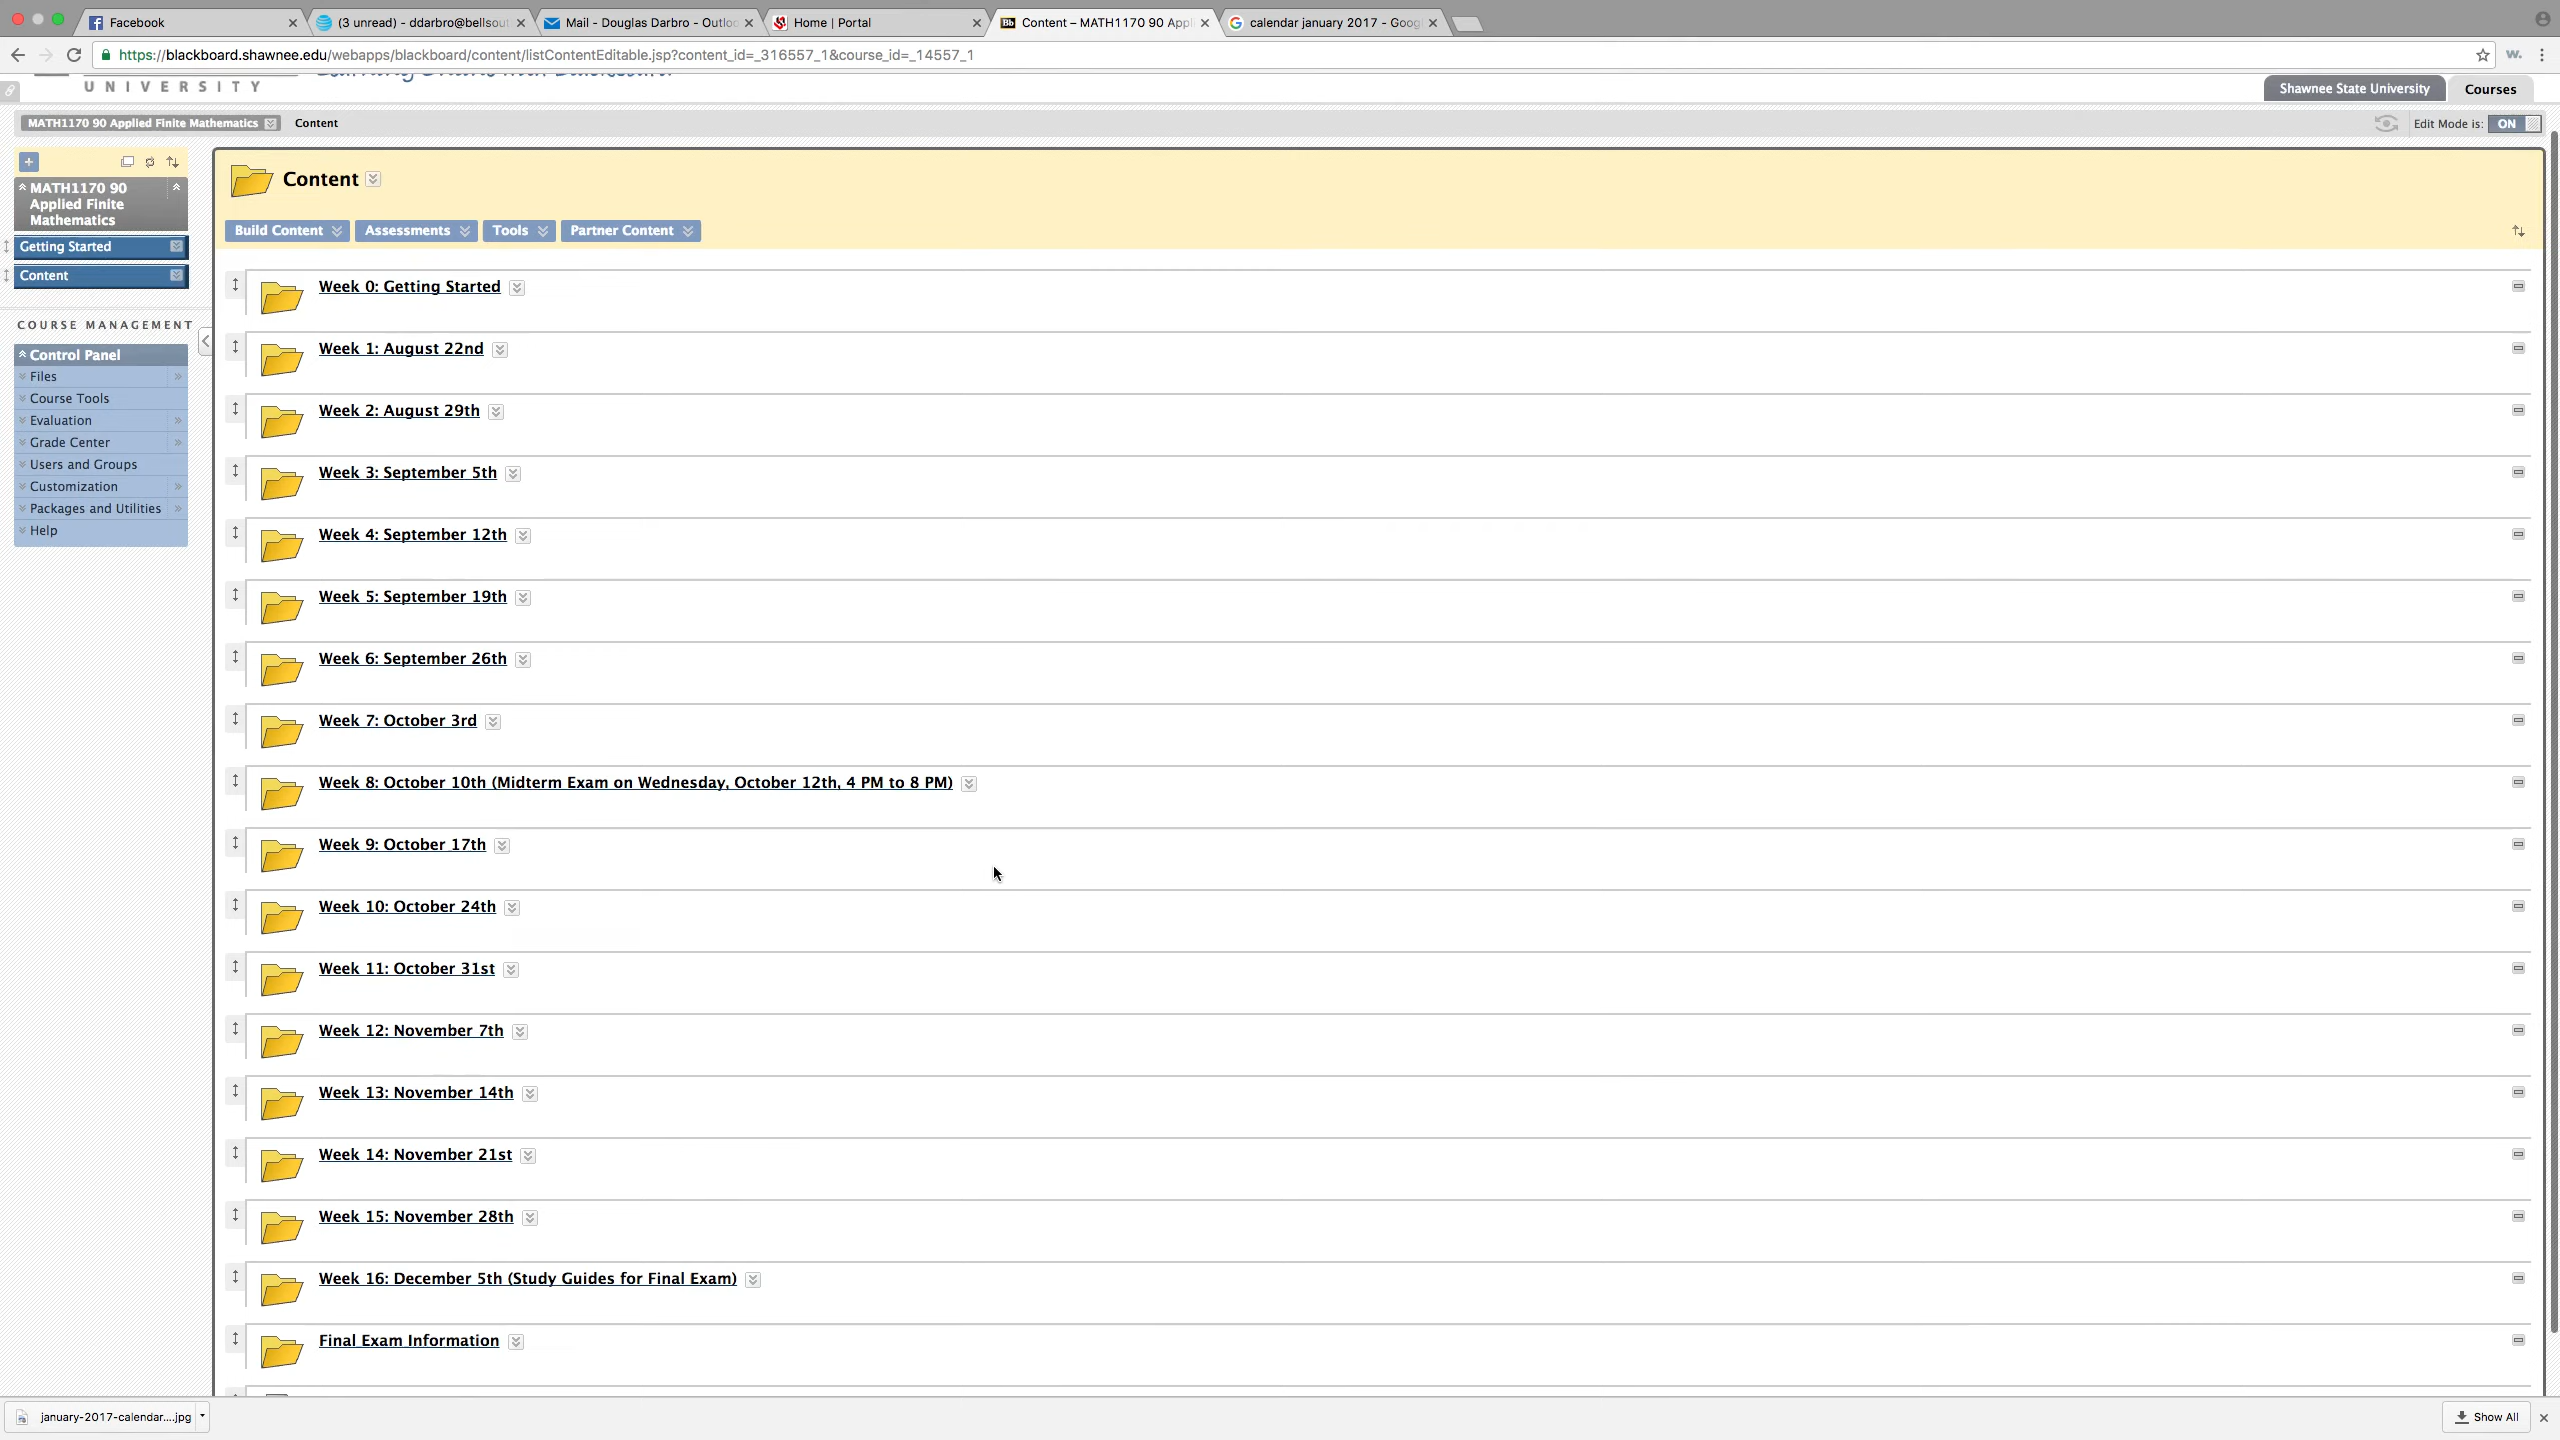 Facebook
(3 unread) - ddarbro@bellsout
Mail - Douglas Darbro - Outloo
Home | Portal
Bb Content – MATH1170 90 Appl
calendar january 2017 - Goog
https://blackboard.shawnee.edu/webapps/blackboard/content/listContentEditable.jsp?content_id=_316557_1&course_id=_14557_1
UNIVERSITY
Shawnee State University
Courses
MATH1170 90 Applied Finite Mathematics
Content
Edit Mode is: ON
MATH1170 90
Applied Finite
Mathematics
Getting Started
Content
COURSE MANAGEMENT
Control Panel
Files
Course Tools
Evaluation
Grade Center
Users and Groups
Customization
Packages and Utilities
Help
Content
Build Content
Assessments
Tools
Partner Content
Week 0: Getting Started
Week 1: August 22nd
Week 2: August 29th
Week 3: September 5th
Week 4: September 12th
Week 5: September 19th
Week 6: September 26th
Week 7: October 3rd
Week 8: October 10th (Midterm Exam on Wednesday, October 12th, 4 PM to 8 PM)
Week 9: October 17th
Week 10: October 24th
Week 11: October 31st
Week 12: November 7th
Week 13: November 14th
Week 14: November 21st
Week 15: November 28th
Week 16: December 5th (Study Guides for Final Exam)
Final Exam Information
january-2017-calendar....jpg
Show All